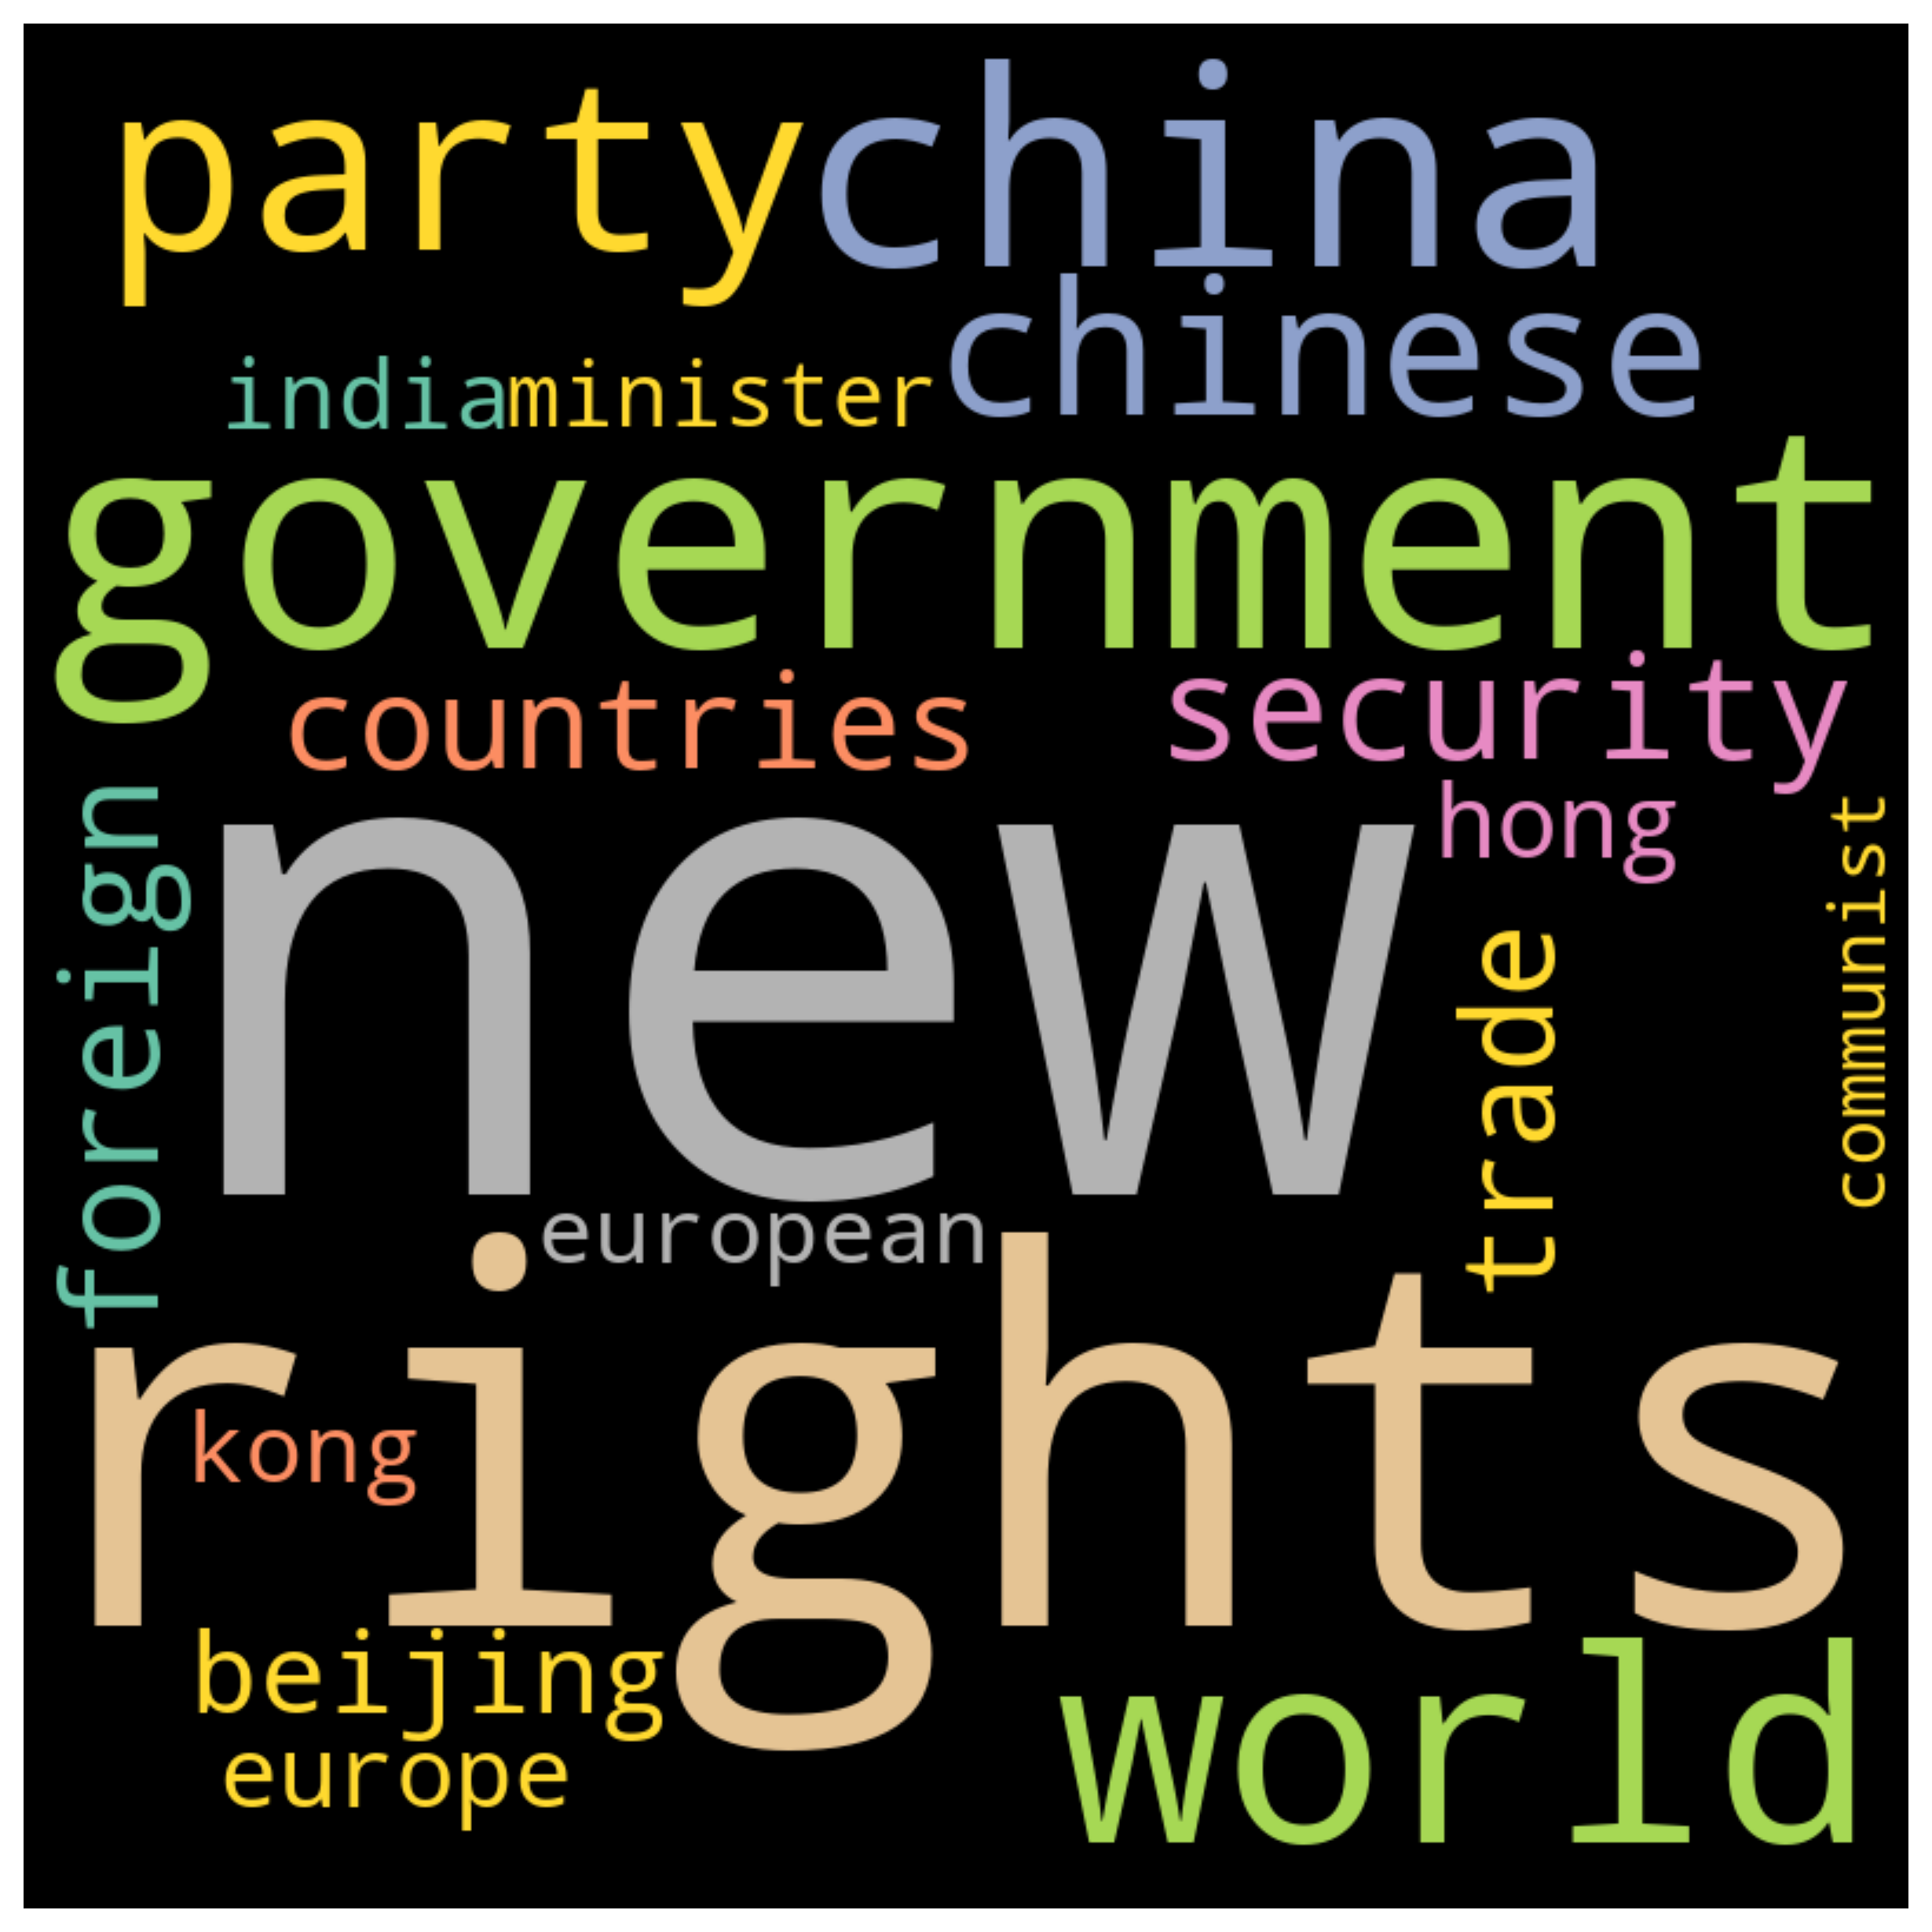 party china
chinese
india minister
government
countries security
hong
communist
foreign
new
trade
european
rights
kong
beijing
world
europe